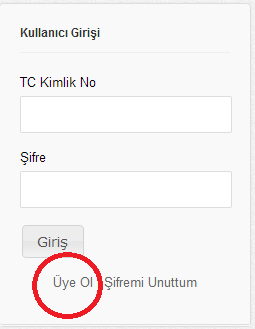 Kullanıcı Girişi
TC Kimlik No
Şifre
Giriş
Üye Ol Şifremi Unuttum